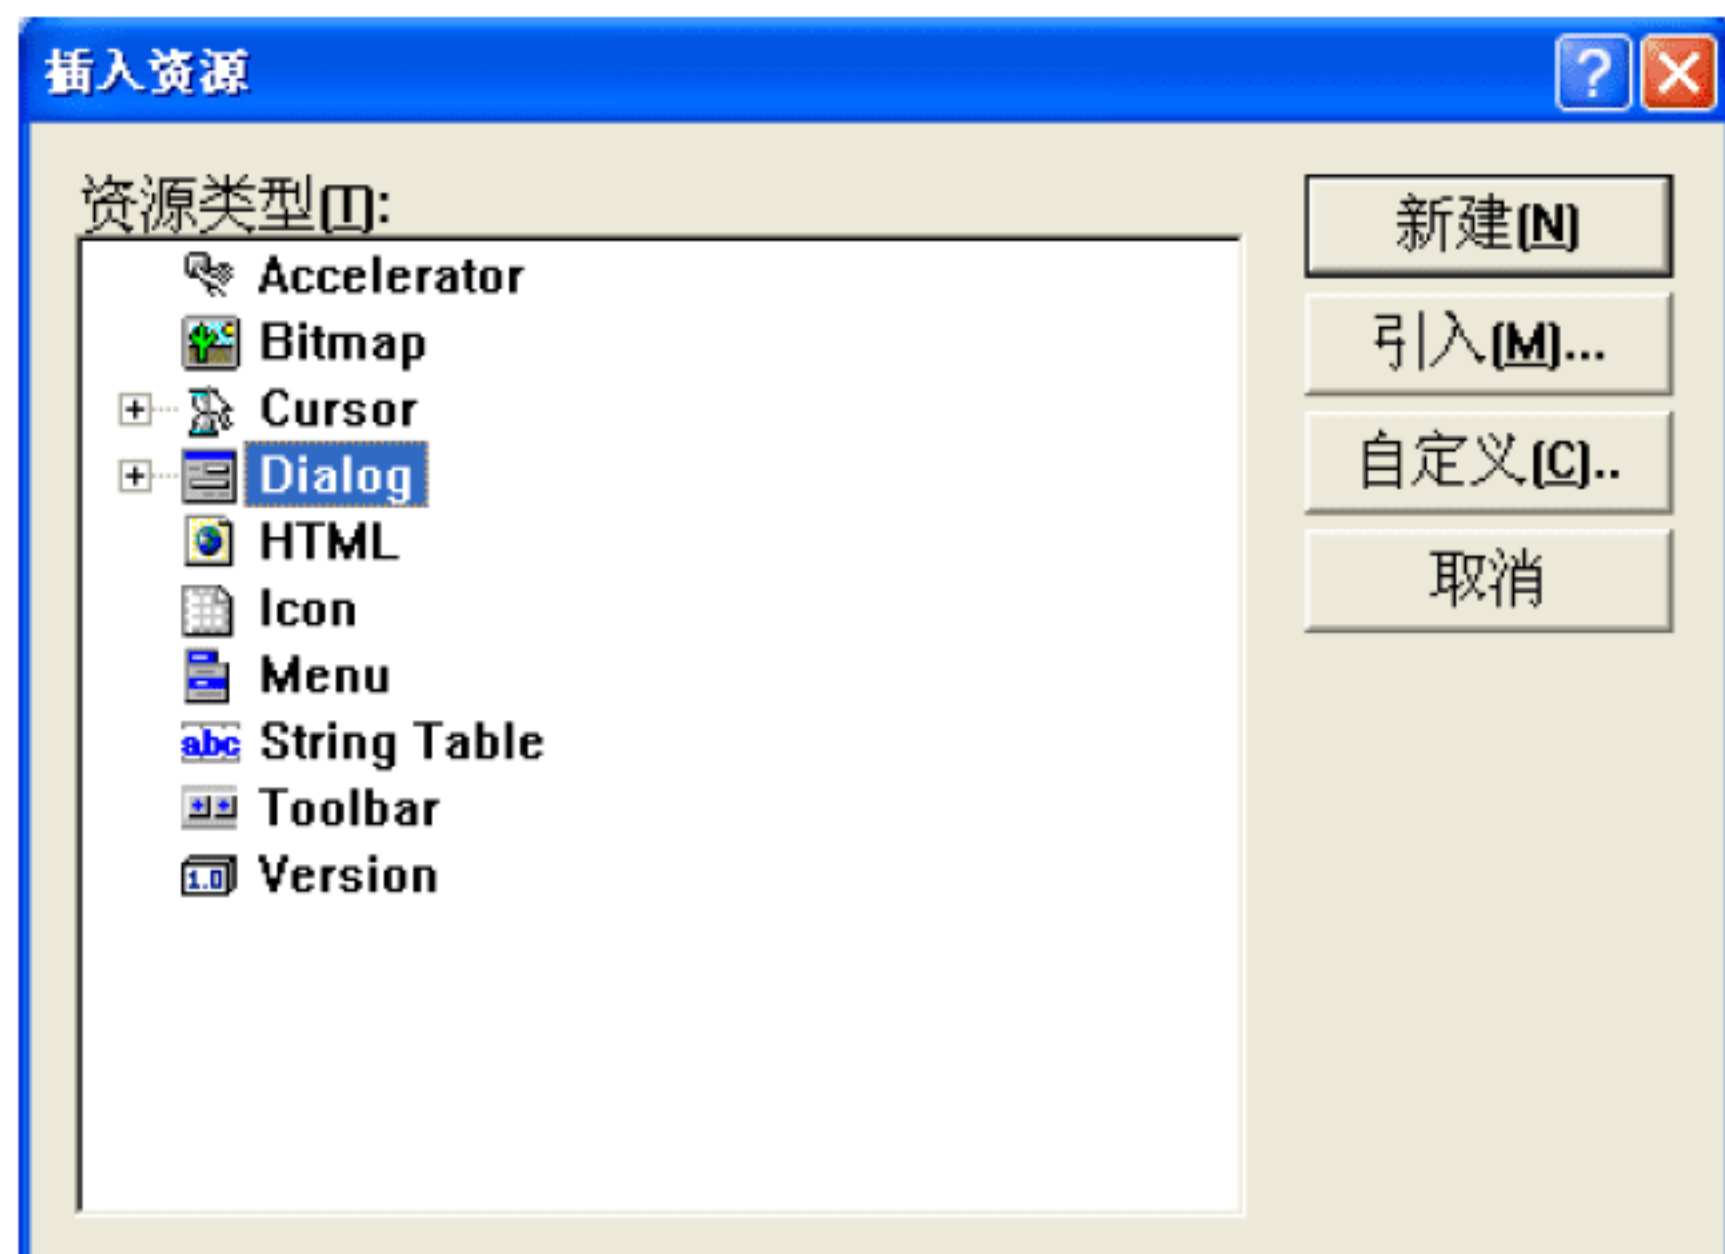 插入资源
资源类型(T):
Accelerator
Bitmap
Cursor
Dialog
HTML
Icon
Menu
abc String Table
Toolbar
1.0 Version
新建(N)
引入(M)...
自定义(C)..
取消